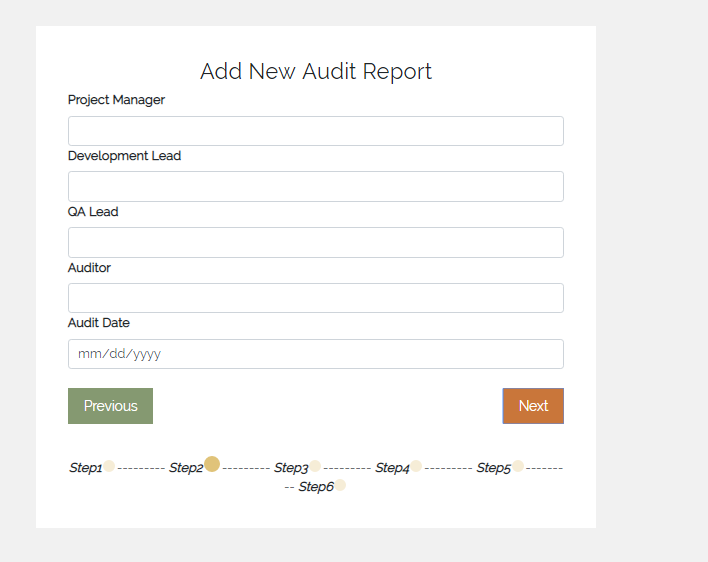 Add New Audit Report
Project Manager
Development Lead
QA Lead
Auditor
Audit Date
mm/dd/yyyy
Previous Next
Step1 --------- Step2 --------- Step3 --------- Step4 --------- Step5 -------
-- Step6